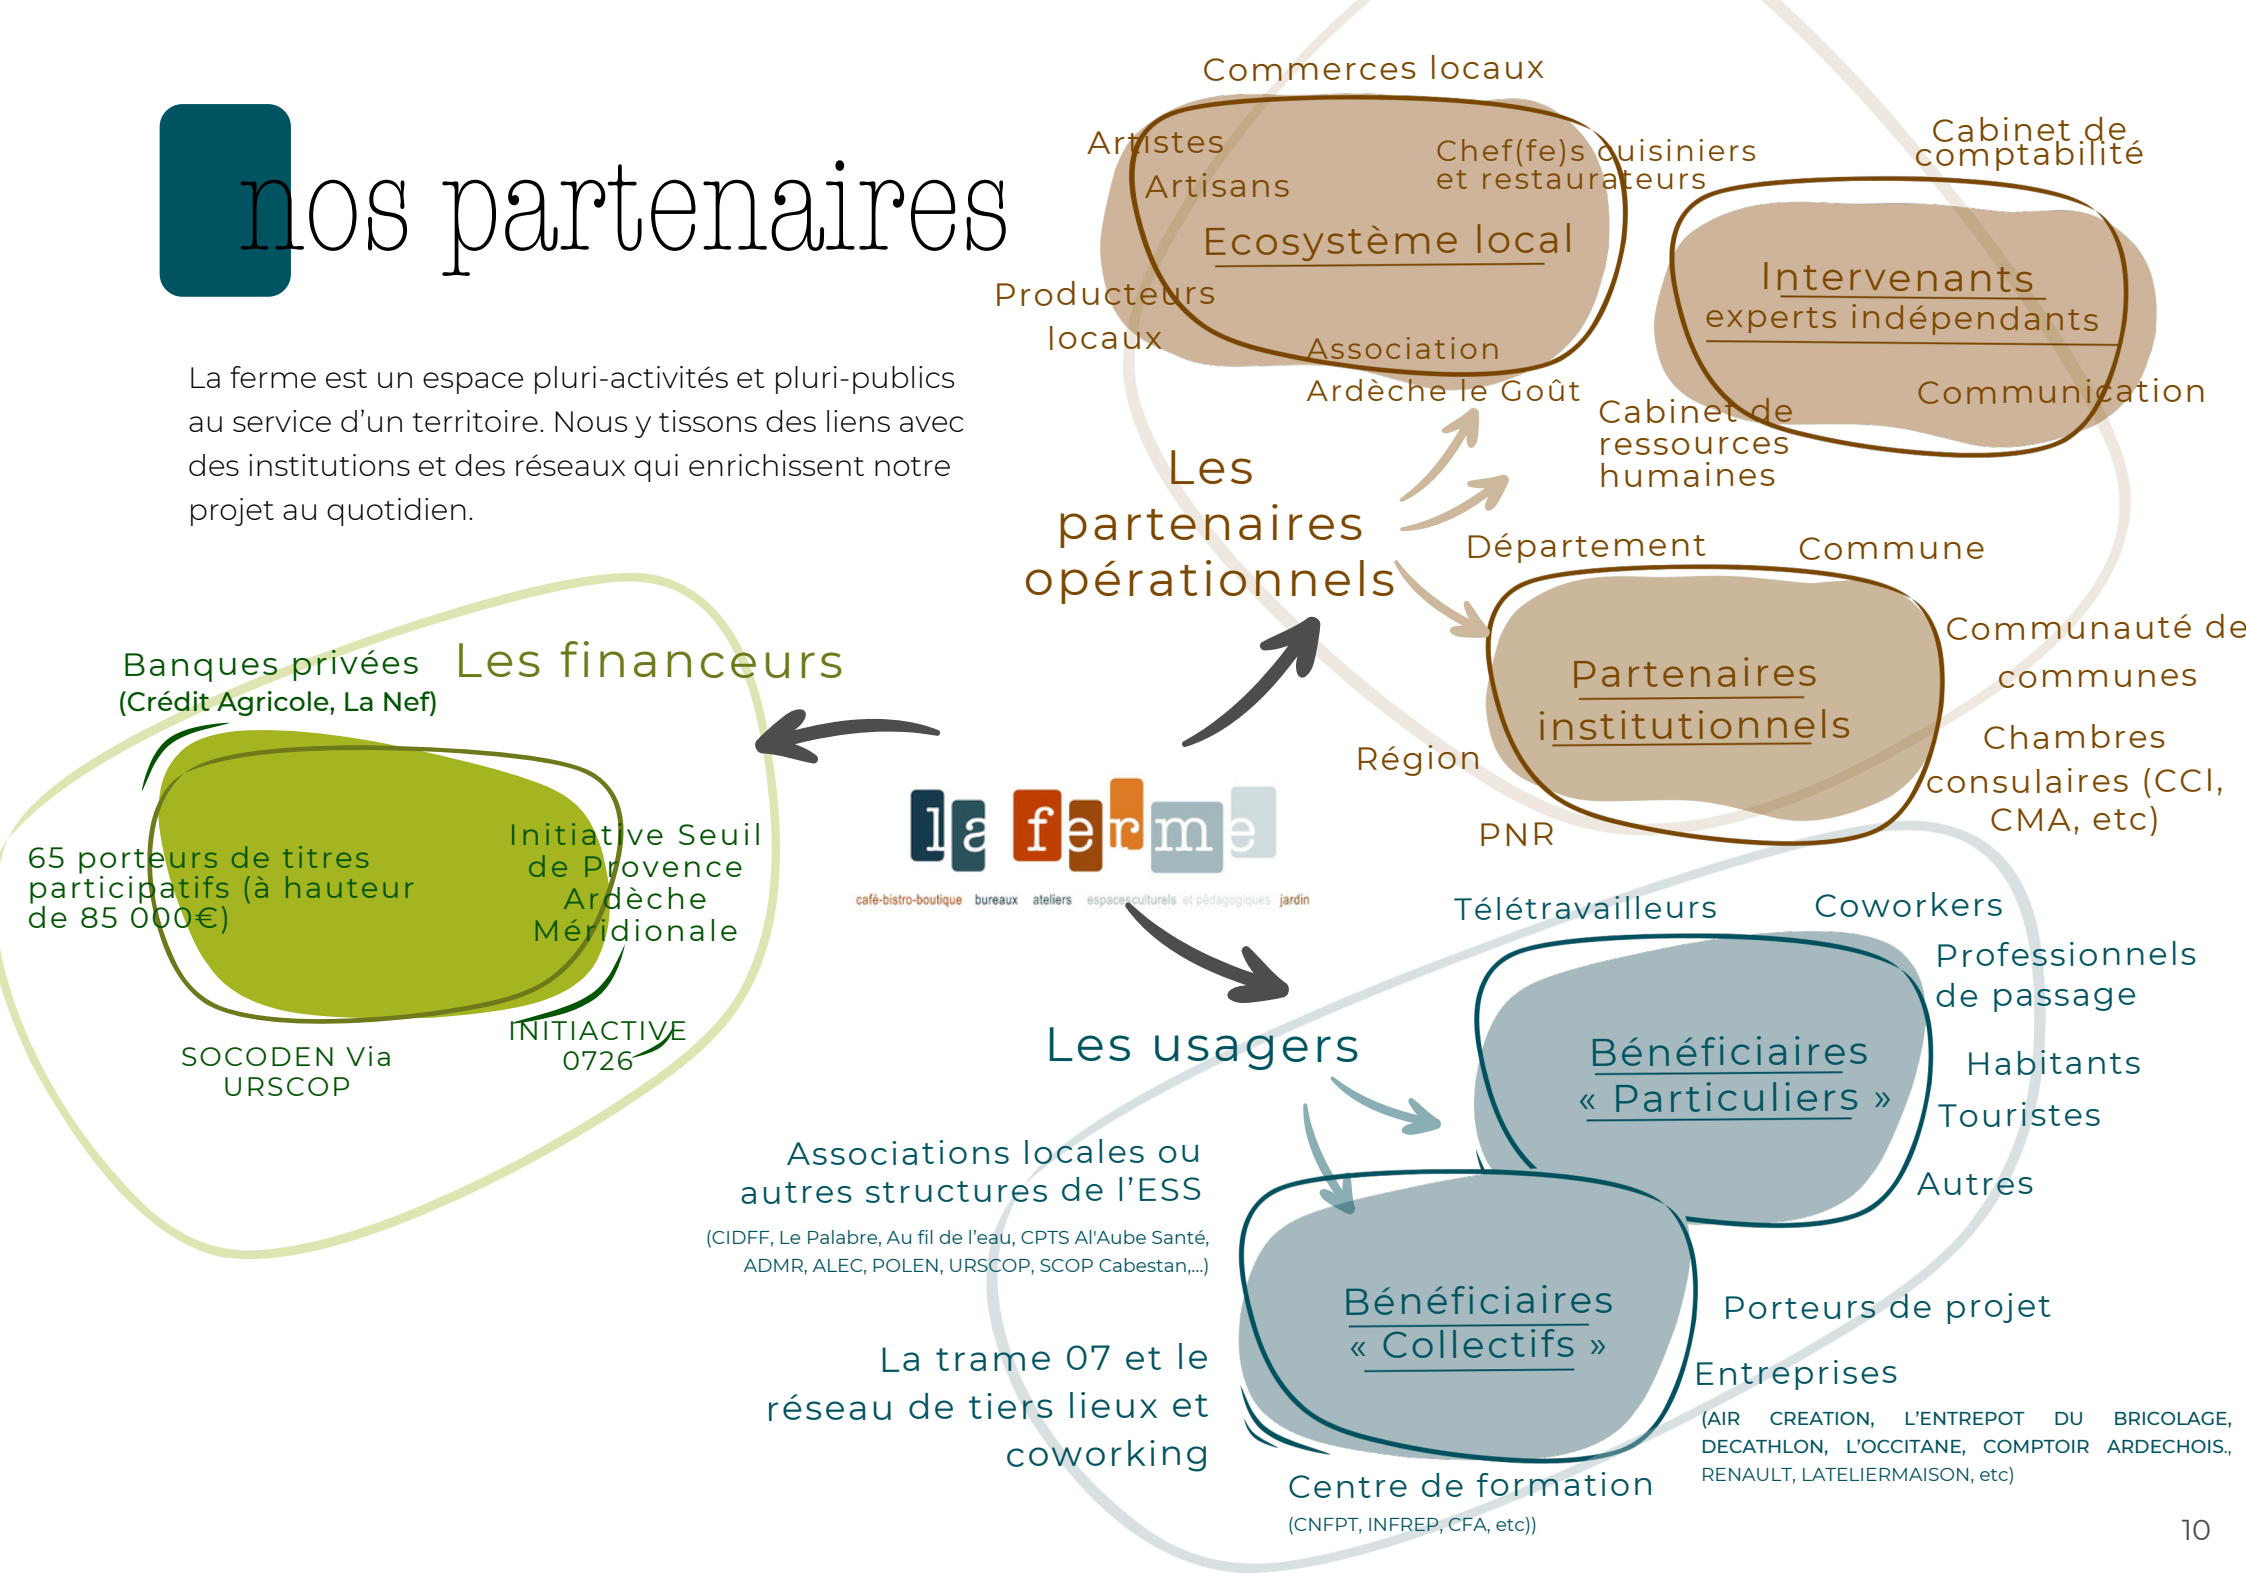 nos partenaires
La ferme est un espace pluri-activités et pluri-publics
au service d’un territoire. Nous y tissons des liens avec
des institutions et des réseaux qui enrichissent notre
projet au quotidien.
Les financeurs
Banques privées
(Crédit Agricole, La Nef)
65 porteurs de titres
participatifs (à hauteur
de 85 000€)
Initiative Seuil
de Provence
Ardèche
Méridionale
INITIACTIVE
0726
SOCODEN Via
URSCOP
la ferme
café-bistro-boutique bureaux ateliers espacesculturels et pédagogiques jardin
Les
partenaires
opérationnels
Commerces locaux
Artistes
Artisans
Chef(fe)s cuisiniers
et restaurateurs
Ecosystème local
Producteurs
locaux
Association
Ardèche le Goût
Cabinet de
comptabilité
Intervenants
experts indépendants
Communication
Cabinet de
ressources
humaines
Département
Commune
Communauté de
communes
Partenaires
institutionnels
Chambres
consulaires (CCI,
CMA, etc)
Région
PNR
Les usagers
Télétravailleurs
Coworkers
Professionnels
de passage
Bénéficiaires
« Particuliers »
Habitants
Touristes
Autres
Associations locales ou
autres structures de l’ESS
(CIDFF, Le Palabre, Au fil de l’eau, CPTS Al'Aube Santé,
ADMR, ALEC, POLEN, URSCOP, SCOP Cabestan,...)
Bénéficiaires
« Collectifs »
La trame 07 et le
réseau de tiers lieux et
coworking
Porteurs de projet
Entreprises
(AIR CREATION, L’ENTREPOT DU BRICOLAGE,
DECATHLON, L’OCCITANE, COMPTOIR ARDECHOIS.,
RENAULT, LATELIERMAISON, etc)
Centre de formation
(CNFPT, INFREP, CFA, etc))
10